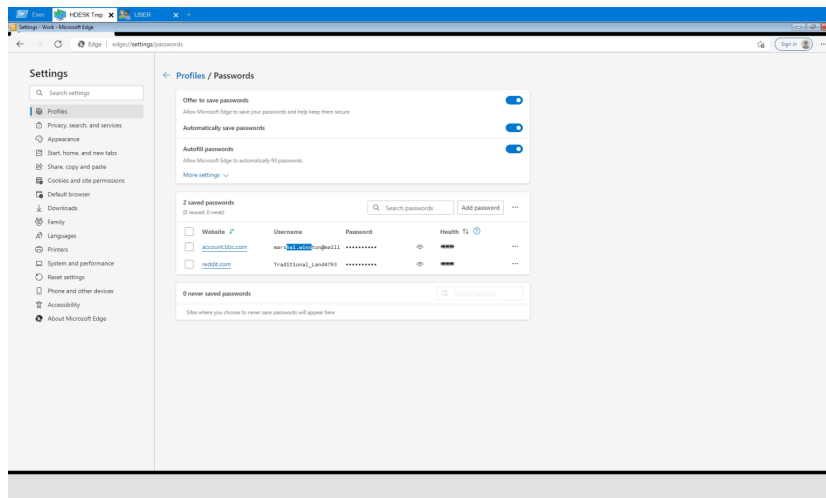 Exec HDESK Tmp X USER X +
Settings - Work - Microsoft Edge
Edge | edge://settings/passwords
Sign in
Settings
Search settings
Profiles
Privacy, search, and services
Appearance
Start, home, and new tabs
Share, copy and paste
Cookies and site permissions
Default browser
Downloads
Family
Languages
Printers
System and performance
Reset settings
Phone and other devices
Accessibility
About Microsoft Edge
Profiles / Passwords
Offer to save passwords
Allow Microsoft Edge to save your passwords and help keep them secure
Automatically save passwords
Autofill passwords
Allow Microsoft Edge to automatically fill passwords.
More settings
2 saved passwords
(0 reused, 0 weak)
Search passwords
Add password
Website Username Password Health
account.bbc.com ••••••••••
reddit.com Traditional_Land4793 ••••••••••
0 never saved passwords
Search passwords
Sites where you choose to never save passwords will appear here